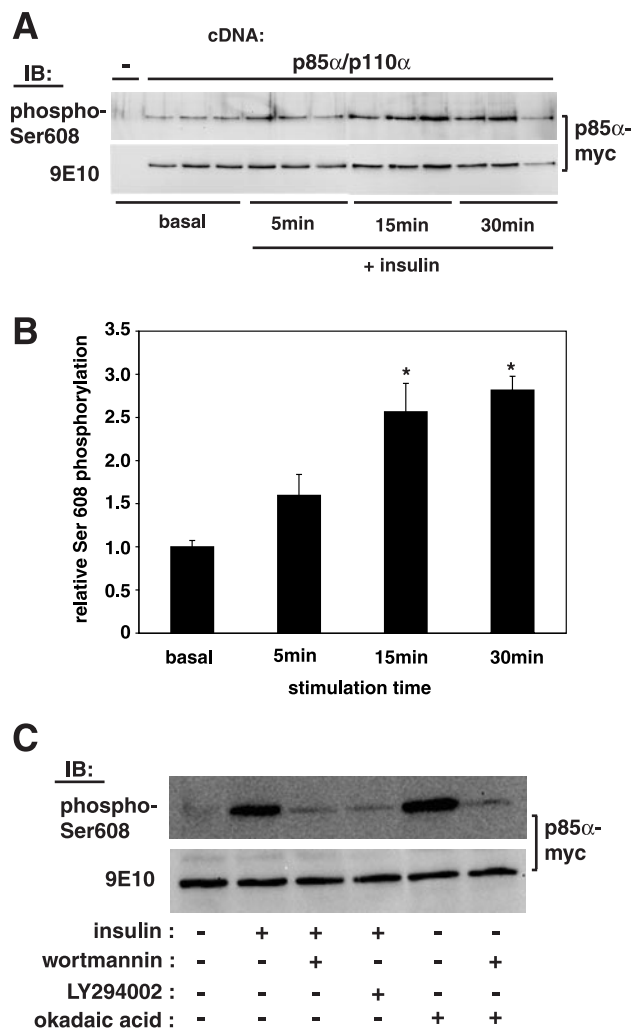 A
cDNA:
- p85α/p110α
IB:
phospho-
Ser608
9E10
p85α-
myc
basal 5min 15min 30min
+ insulin
B
relative Ser 608 phosphorylation
3.5
3.0
2.5
2.0
1.5
1.0
0.5
0
* *
basal 5min 15min 30min
stimulation time
C
IB:
phospho-
Ser608
9E10
p85α-
myc
insulin : - + + + - -
wortmannin : - - + - - +
LY294002 : - - - + - -
okadaic acid : - - - - + +